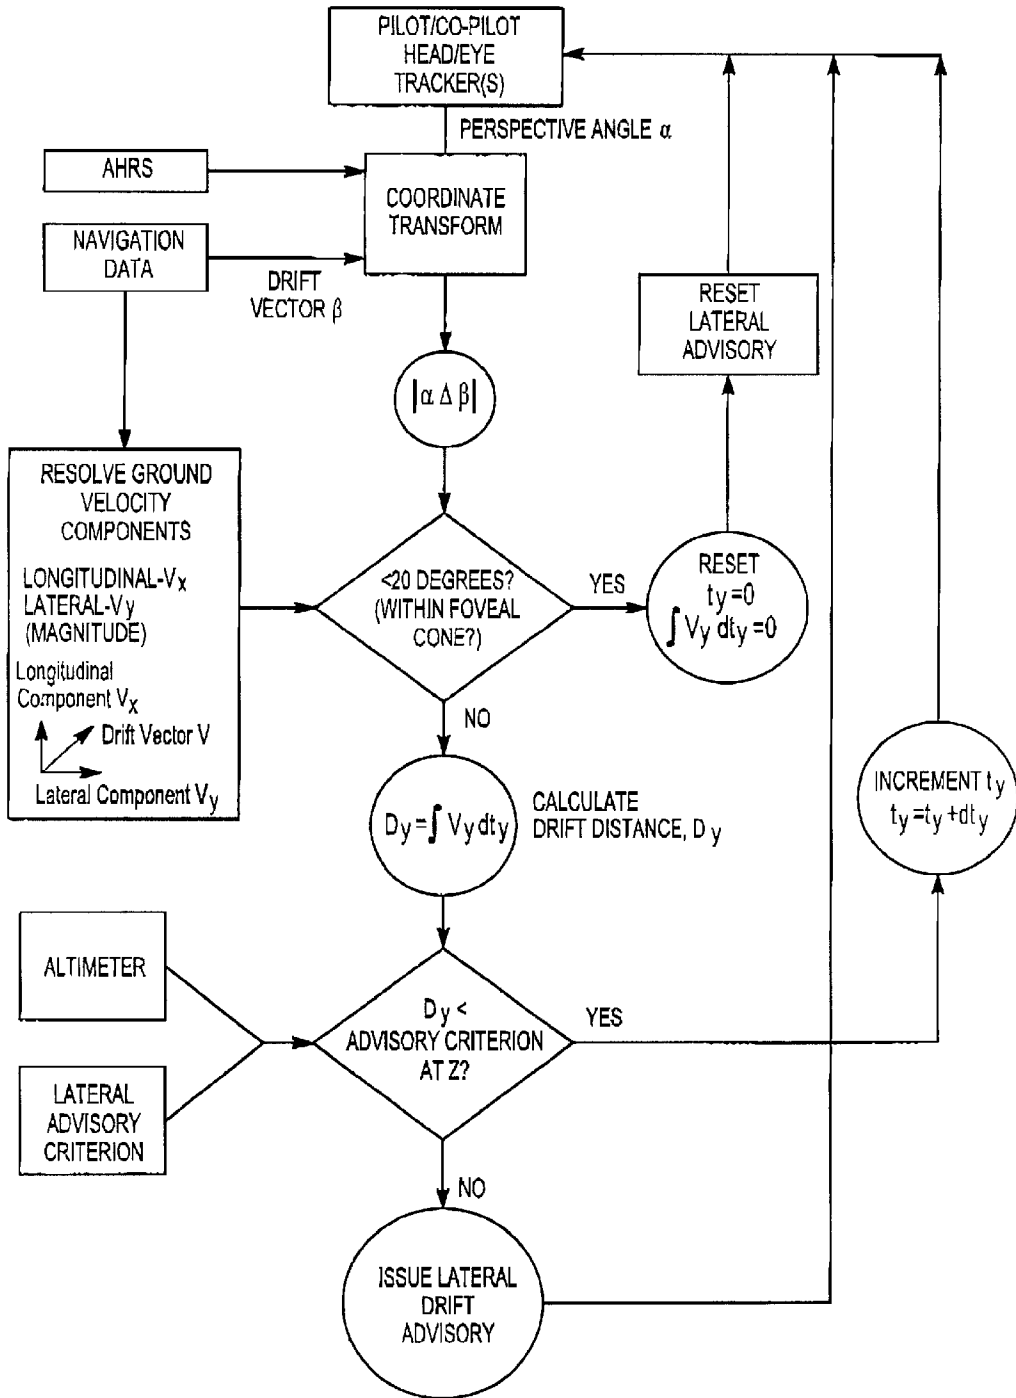 PILOT/CO-PILOT
HEAD/EYE
TRACKER(S)
PERSPECTIVE ANGLE α
AHRS
COORDINATE
TRANSFORM
NAVIGATION
DATA
DRIFT
VECTOR β
RESET
LATERAL
ADVISORY
|α Δ β|
RESOLVE GROUND
VELOCITY
COMPONENTS
LONGITUDINAL-Vx
LATERAL-Vy
(MAGNITUDE)
Longitudinal
Component Vx
Drift Vector V
Lateral Component Vy
<20 DEGREES?
(WITHIN FOVEAL
CONE?)
YES
RESET
ty=0
∫ Vy dty=0
NO
Dy=∫ Vy dty
CALCULATE
DRIFT DISTANCE, Dy
INCREMENT ty
ty=ty+dty
ALTIMETER
LATERAL
ADVISORY
CRITERION
Dy <
ADVISORY CRITERION
AT Z?
YES
NO
ISSUE LATERAL
DRIFT
ADVISORY